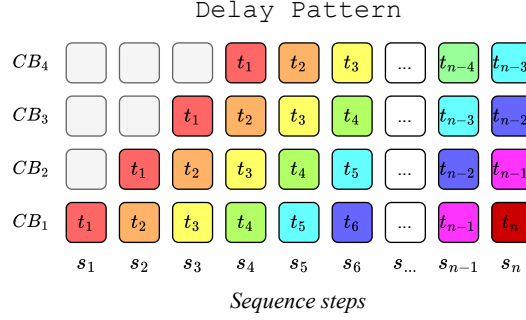 Delay Pattern
CB₄ t₁ t₂ t₃ ... tₙ₋₄ tₙ₋₃
CB₃ t₁ t₂ t₃ t₄ ... tₙ₋₃ tₙ₋₂
CB₂ t₁ t₂ t₃ t₄ t₅ ... tₙ₋₂ tₙ₋₁
CB₁ t₁ t₂ t₃ t₄ t₅ t₆ ... tₙ₋₁ tₙ
s₁ s₂ s₃ s₄ s₅ s₆ s... sₙ₋₁ sₙ
Sequence steps